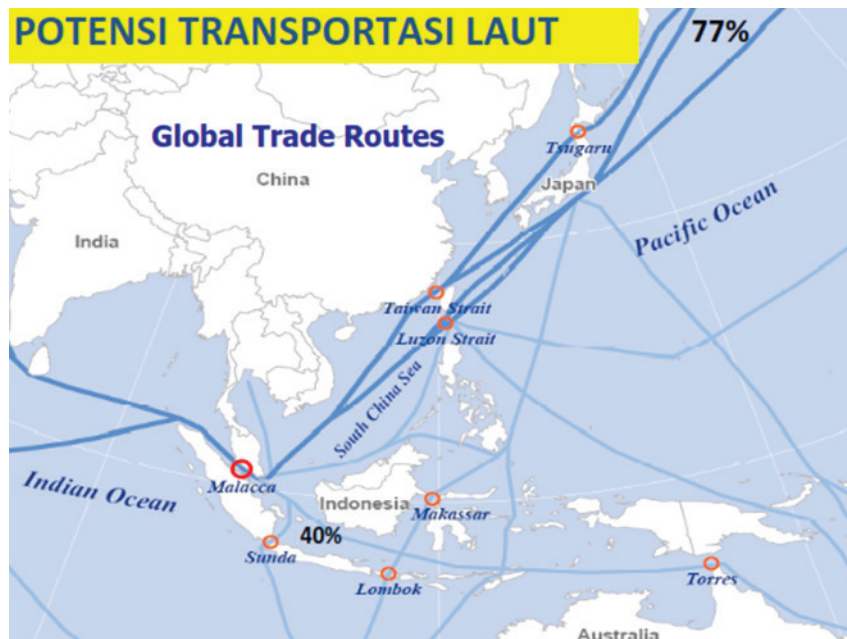 POTENSI TRANSPORTASI LAUT
77%
Global Trade Routes
Tsugaru
China
Japan
Pacific Ocean
India
Taiwan Strait
Luzon Strait
South China Sea
Malacca
Indian Ocean
Indonesia
Makassar
40%
Sunda
Lombok
Torres
Australia